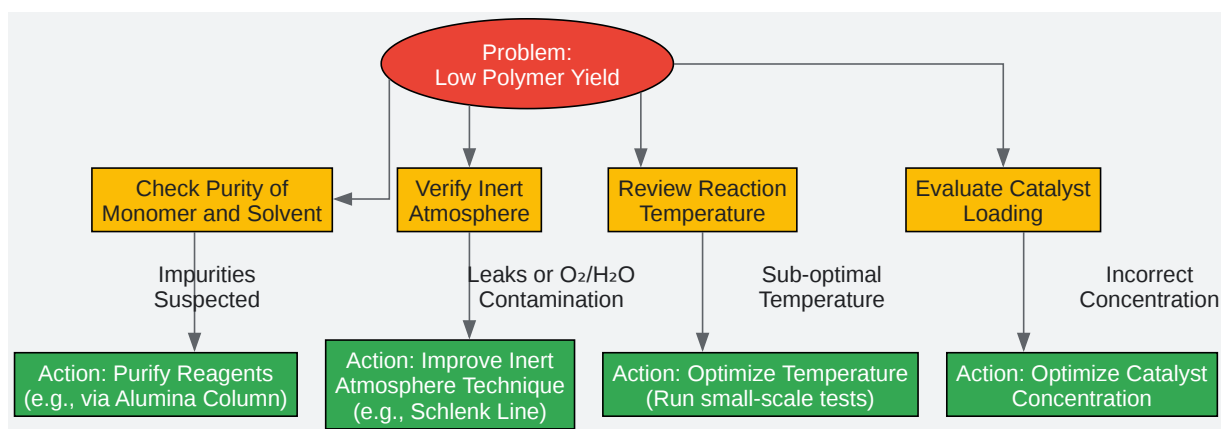 Problem:
Low Polymer Yield
Check Purity of
Monomer and Solvent
Verify Inert
Atmosphere
Review Reaction
Temperature
Evaluate Catalyst
Loading
Impurities
Suspected
Leaks or O₂/H₂O
Contamination
Sub-optimal
Temperature
Incorrect
Concentration
Action: Purify Reagents
(e.g., via Alumina Column)
Action: Improve Inert
Atmosphere Technique
(e.g., Schlenk Line)
Action: Optimize Temperature
(Run small-scale tests)
Action: Optimize Catalyst
Concentration